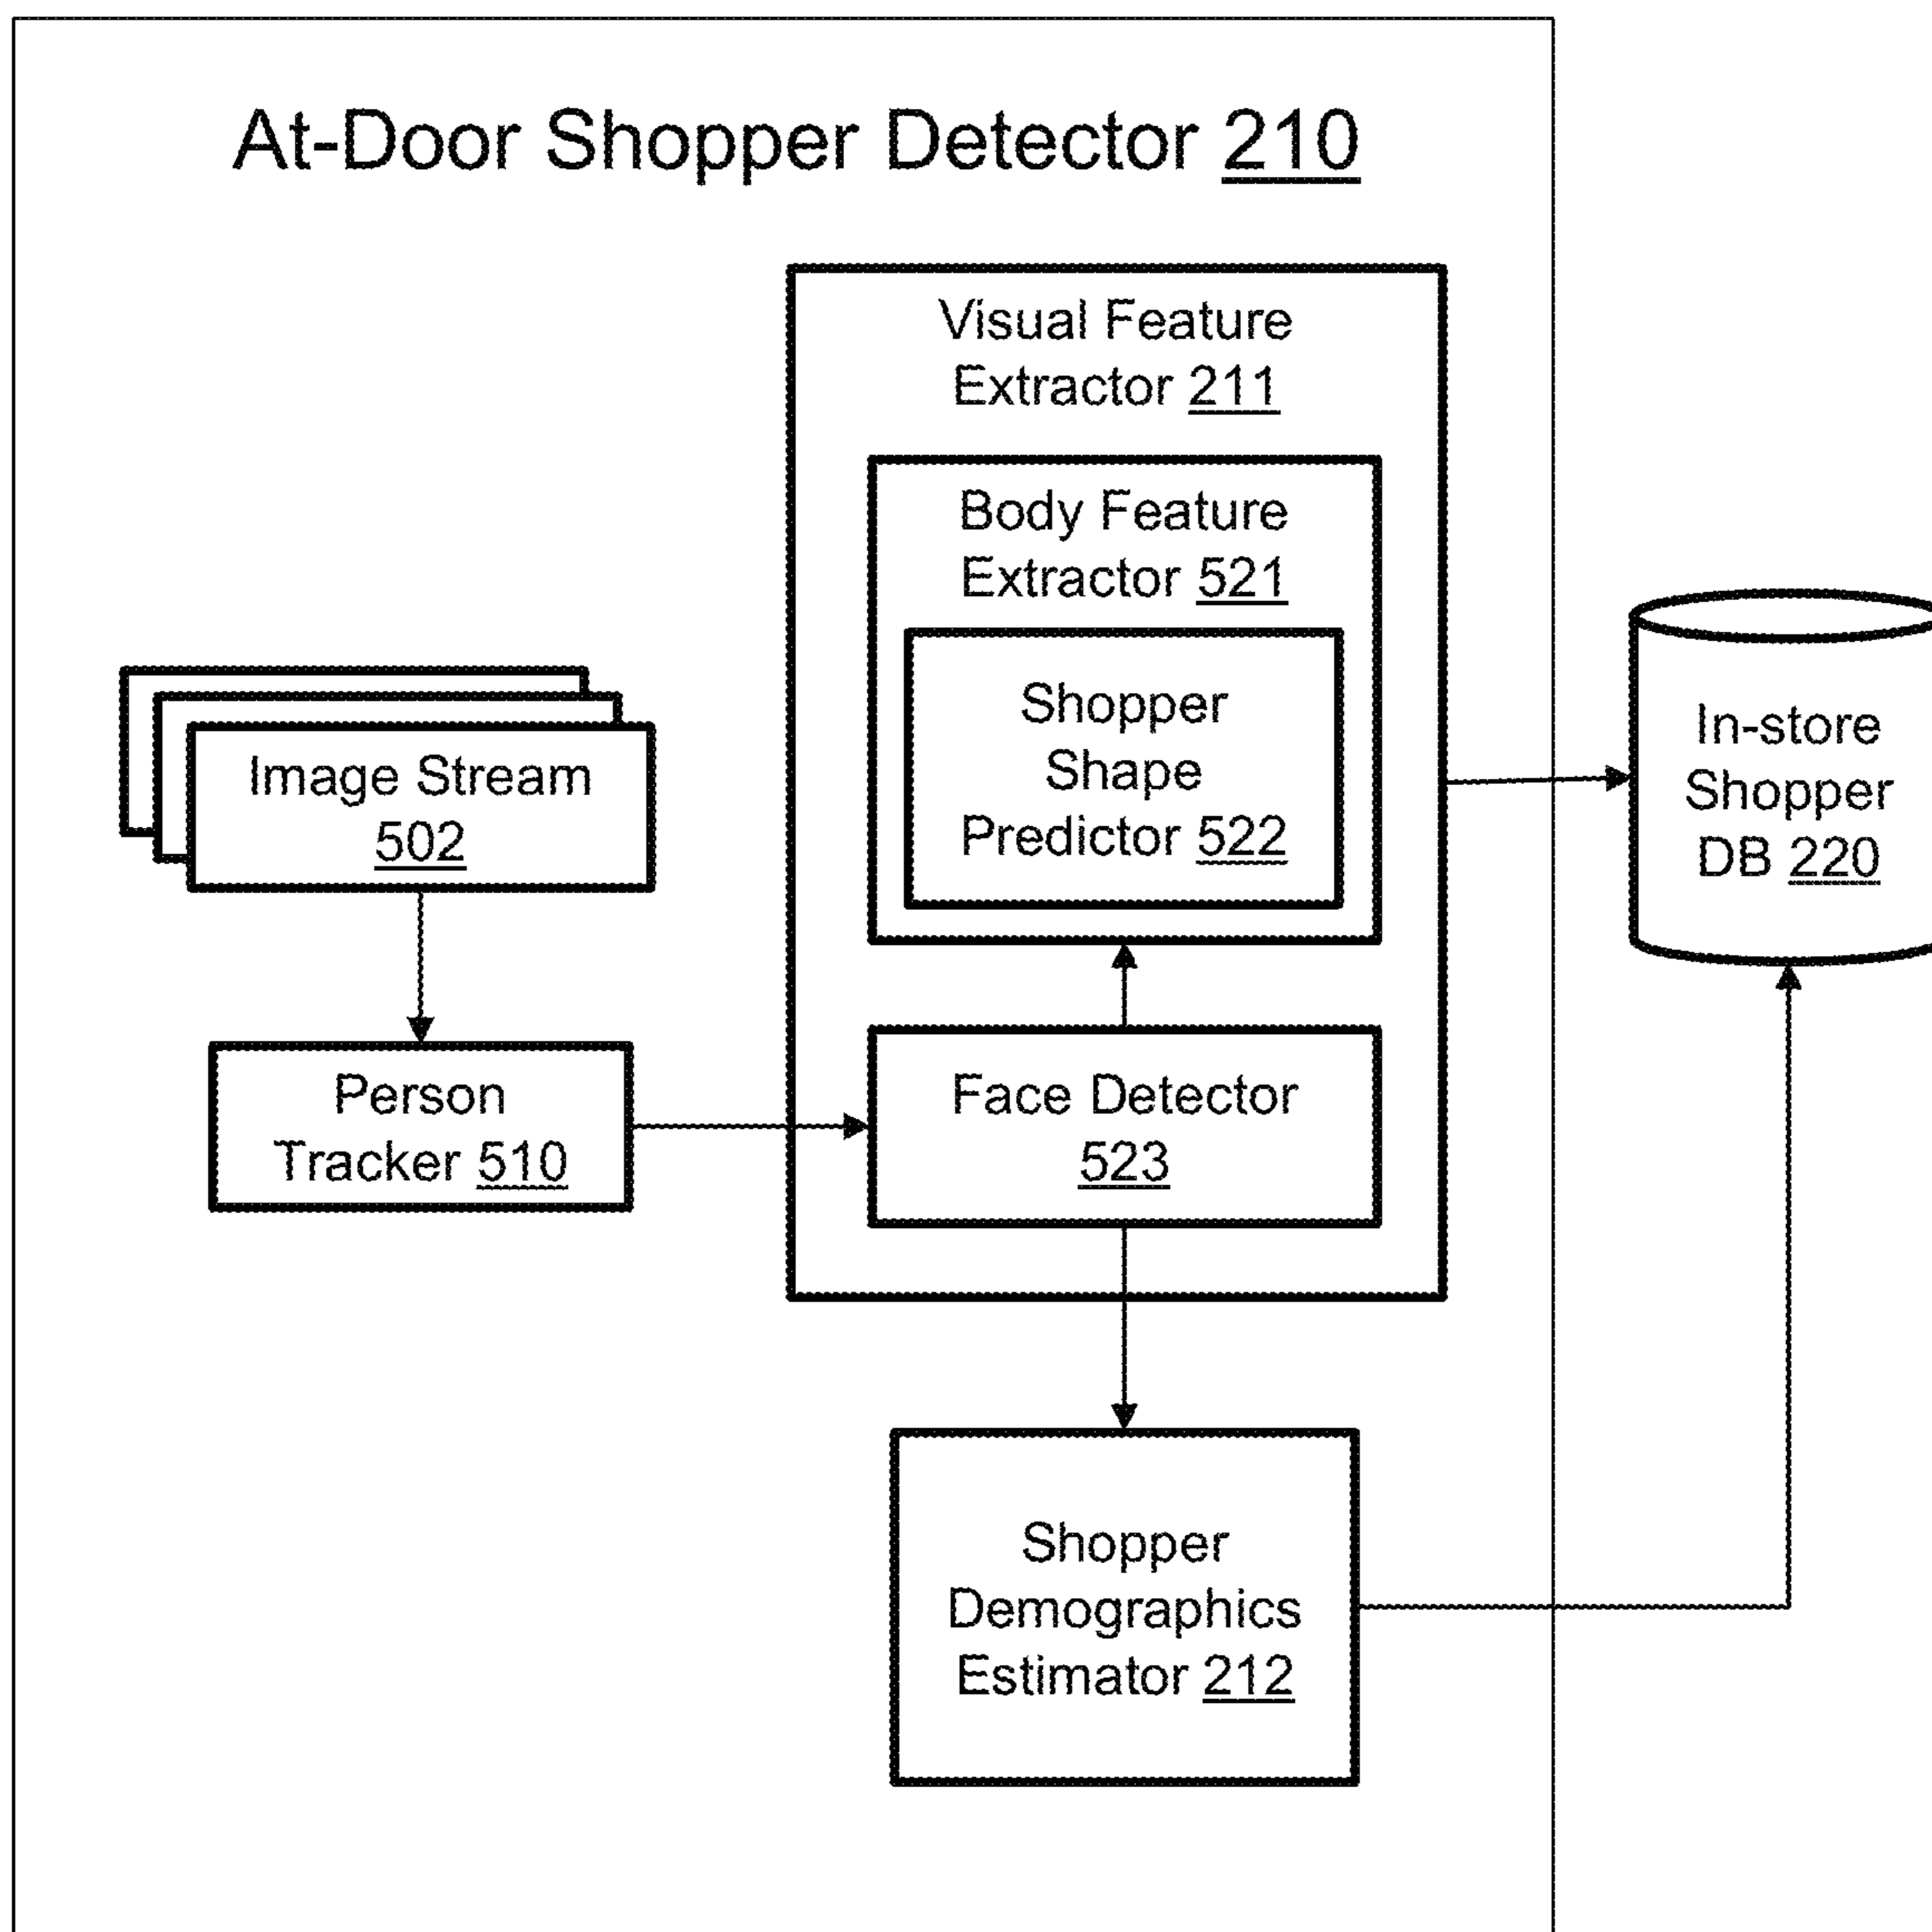 At-Door Shopper Detector 210
Visual Feature
Extractor 211
Body Feature
Extractor 521
Shopper
Shape
Predictor 522
Image Stream
502
In-store
Shopper
DB 220
Person
Tracker 510
Face Detector
523
Shopper
Demographics
Estimator 212